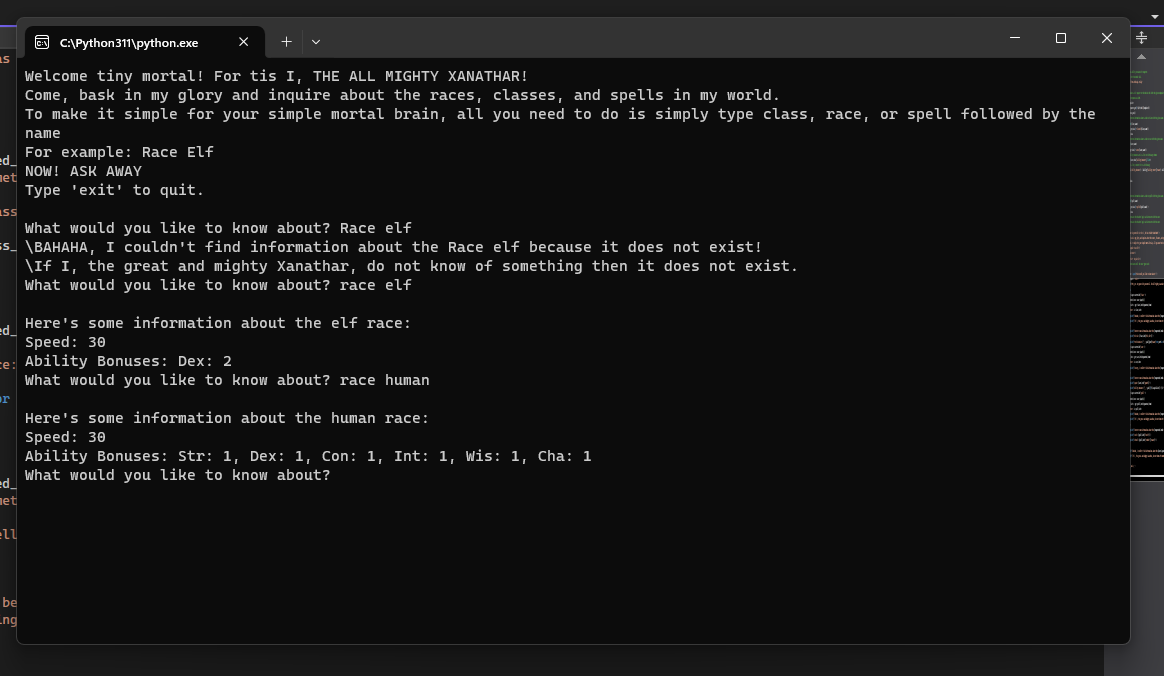 C:\Python311\python.exe
Welcome tiny mortal! For tis I, THE ALL MIGHTY XANATHAR!
Come, bask in my glory and inquire about the races, classes, and spells in my world.
To make it simple for your simple mortal brain, all you need to do is simply type class, race, or spell followed by the
name
For example: Race Elf
NOW! ASK AWAY
Type 'exit' to quit.
What would you like to know about? Race elf
\BAHAHA, I couldn't find information about the Race elf because it does not exist!
\If I, the great and mighty Xanathar, do not know of something then it does not exist.
What would you like to know about? race elf
Here's some information about the elf race:
Speed: 30
Ability Bonuses: Dex: 2
What would you like to know about? race human
Here's some information about the human race:
Speed: 30
Ability Bonuses: Str: 1, Dex: 1, Con: 1, Int: 1, Wis: 1, Cha: 1
What would you like to know about?